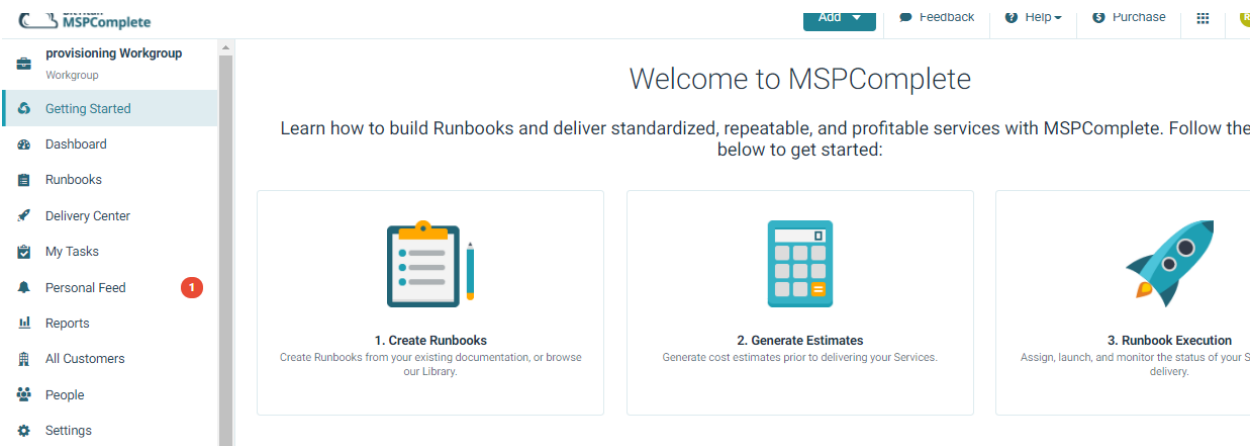 MSPComplete
Add
Feedback
Help
Purchase
provisioning Workgroup
Workgroup
Getting Started
Dashboard
Runbooks
Delivery Center
My Tasks
Personal Feed
1
Reports
All Customers
People
Settings
Welcome to MSPComplete
Learn how to build Runbooks and deliver standardized, repeatable, and profitable services with MSPComplete. Follow the
below to get started:
1. Create Runbooks
Create Runbooks from your existing documentation, or browse
our Library.
2. Generate Estimates
Generate cost estimates prior to delivering your Services.
3. Runbook Execution
Assign, launch, and monitor the status of your S
delivery.